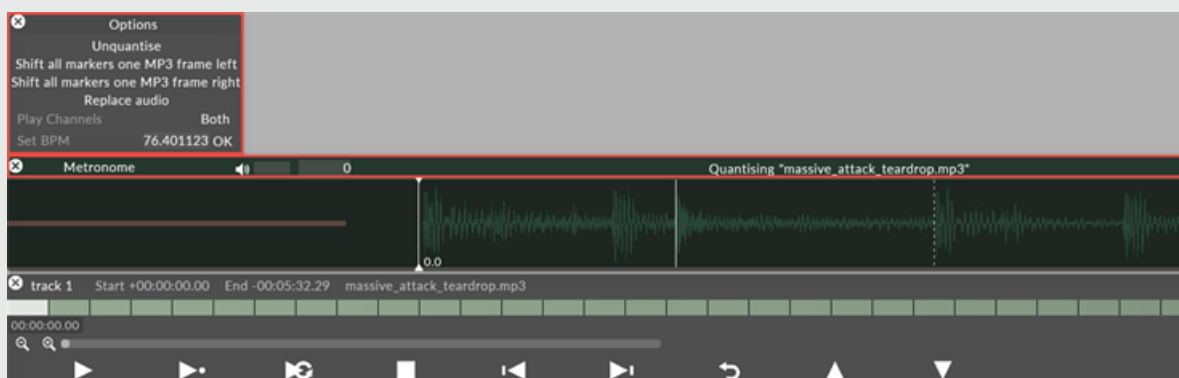 Options
Unquantise
Shift all markers one MP3 frame left
Shift all markers one MP3 frame right
Replace audio
Play Channels Both
Set BPM 76.401123 OK
Metronome 0 Quantising "massive_attack_teardrop.mp3"
0.0
track 1 Start +00:00:00.00 End -00:05:32.29 massive_attack_teardrop.mp3
00:00:00.00